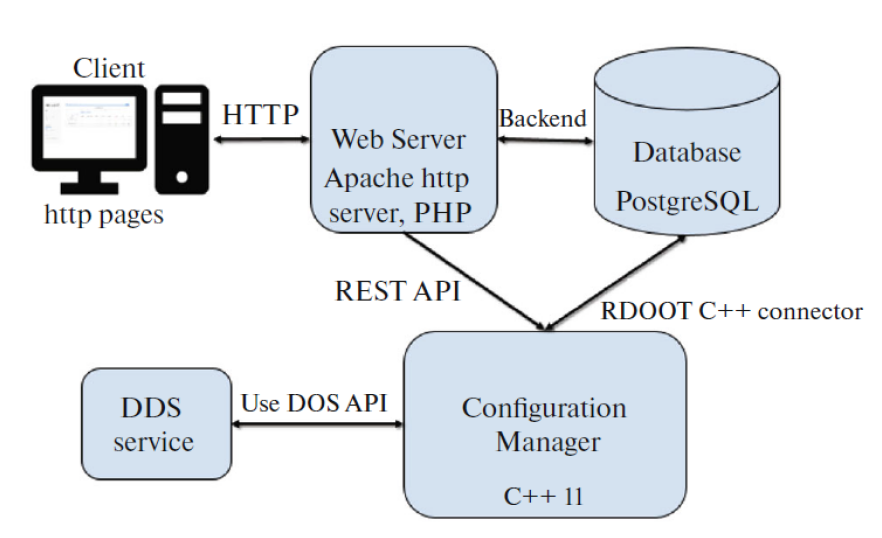 Client
HTTP
http pages
Web Server
Apache http
server, PHP
Backend
Database
PostgreSQL
REST API
RDOOT C++ connector
DDS
service
Use DOS API
Configuration
Manager
C++ 11